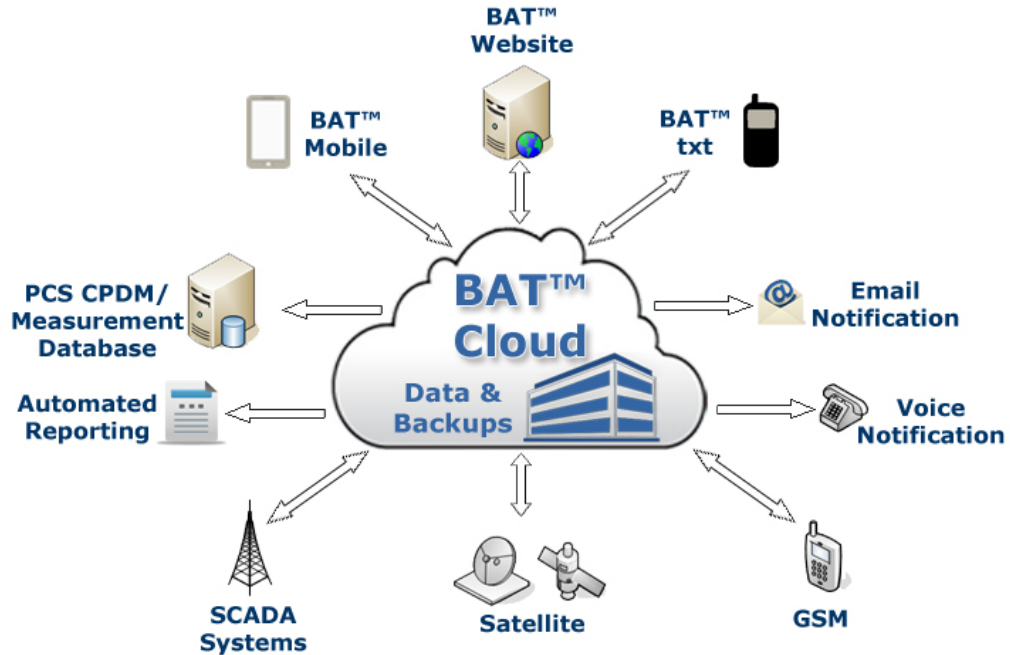 BAT™
Website
BAT™
Mobile
BAT™
txt
PCS CPDM/
Measurement
Database
BAT™
Cloud
Data &
Backups
Email
Notification
Automated
Reporting
Voice
Notification
SCADA
Systems
Satellite
GSM